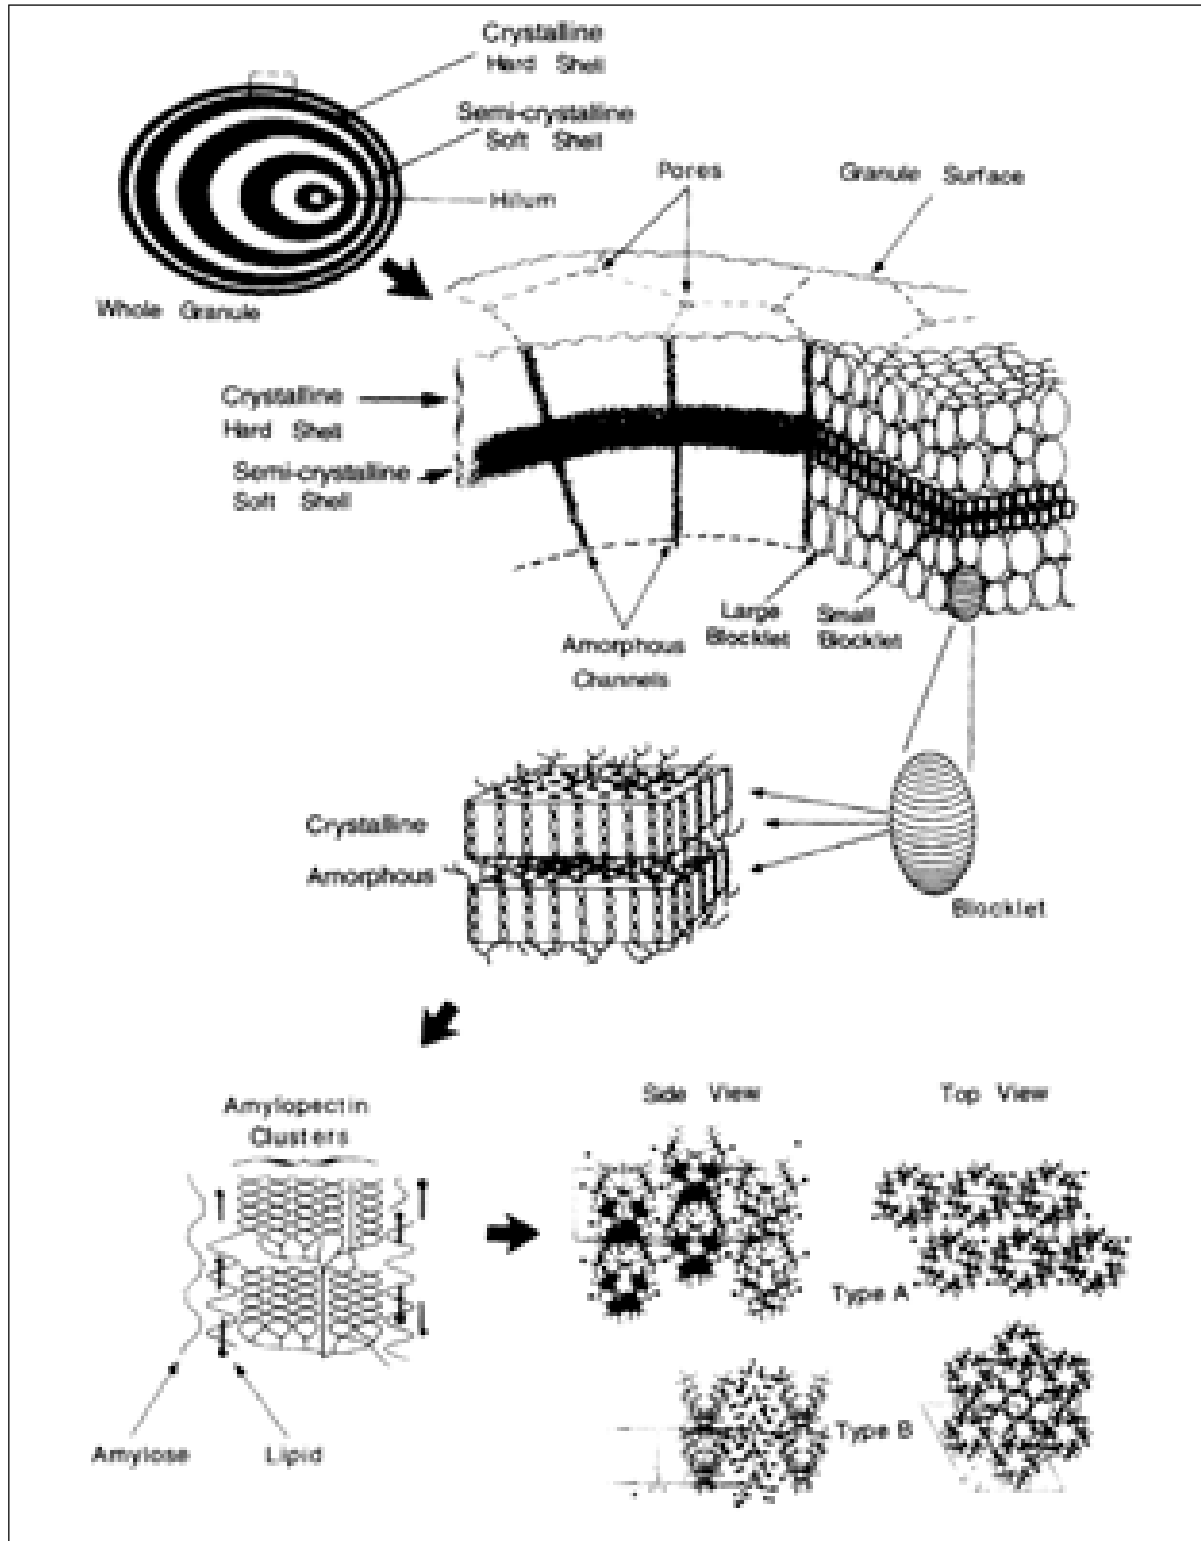 Crystalline
Hard Shell
Semi-crystalline
Soft Shell
Hilum
Pores
Granule Surface
Whole Granule
Crystalline
Hard Shell
Semi-crystalline
Soft Shell
Large
Blocklet
Small
Blocklet
Amorphous
Channels
Crystalline
Amorphous
Blocklet
Side View
Top View
Amylopectin
Clusters
Type A
Type B
Amylose
Lipid